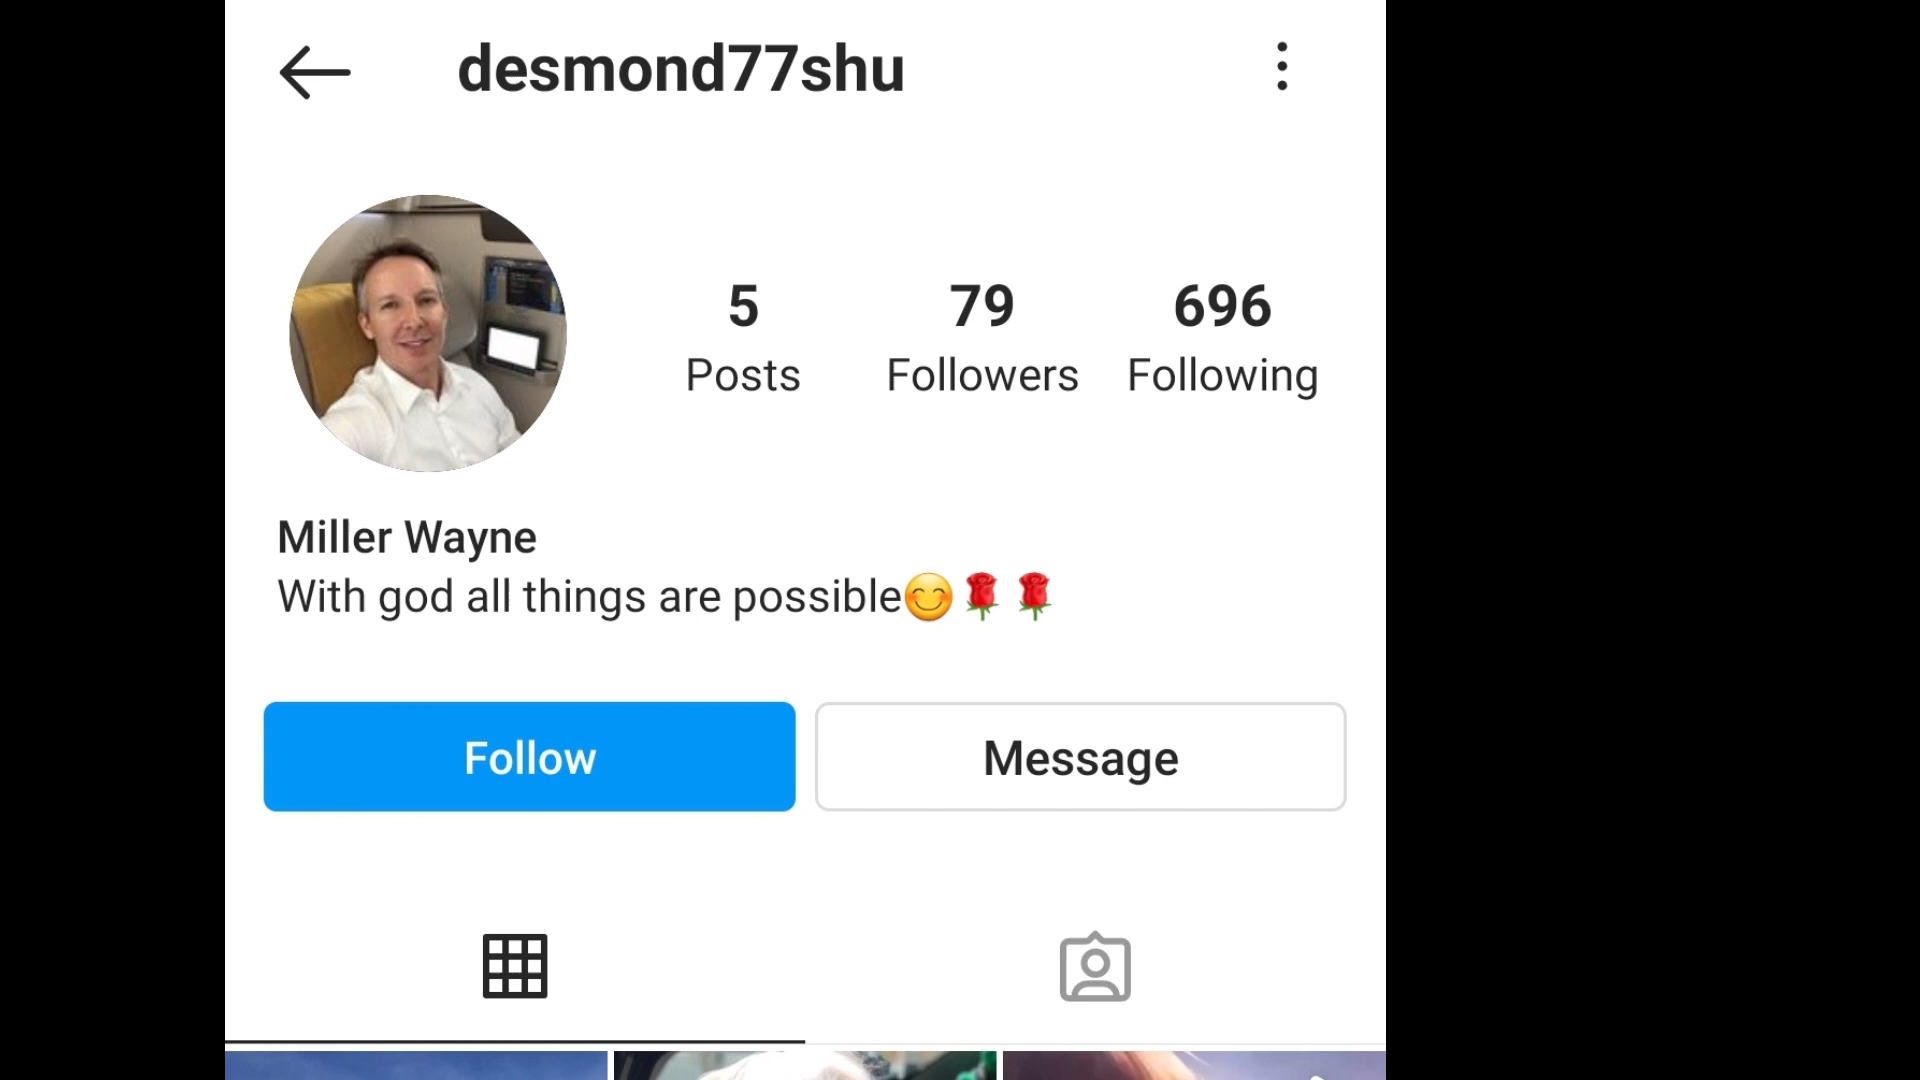 desmond77shu
5 79 696
Posts Followers Following
Miller Wayne
With god all things are possible😊🌹🌹
Follow Message